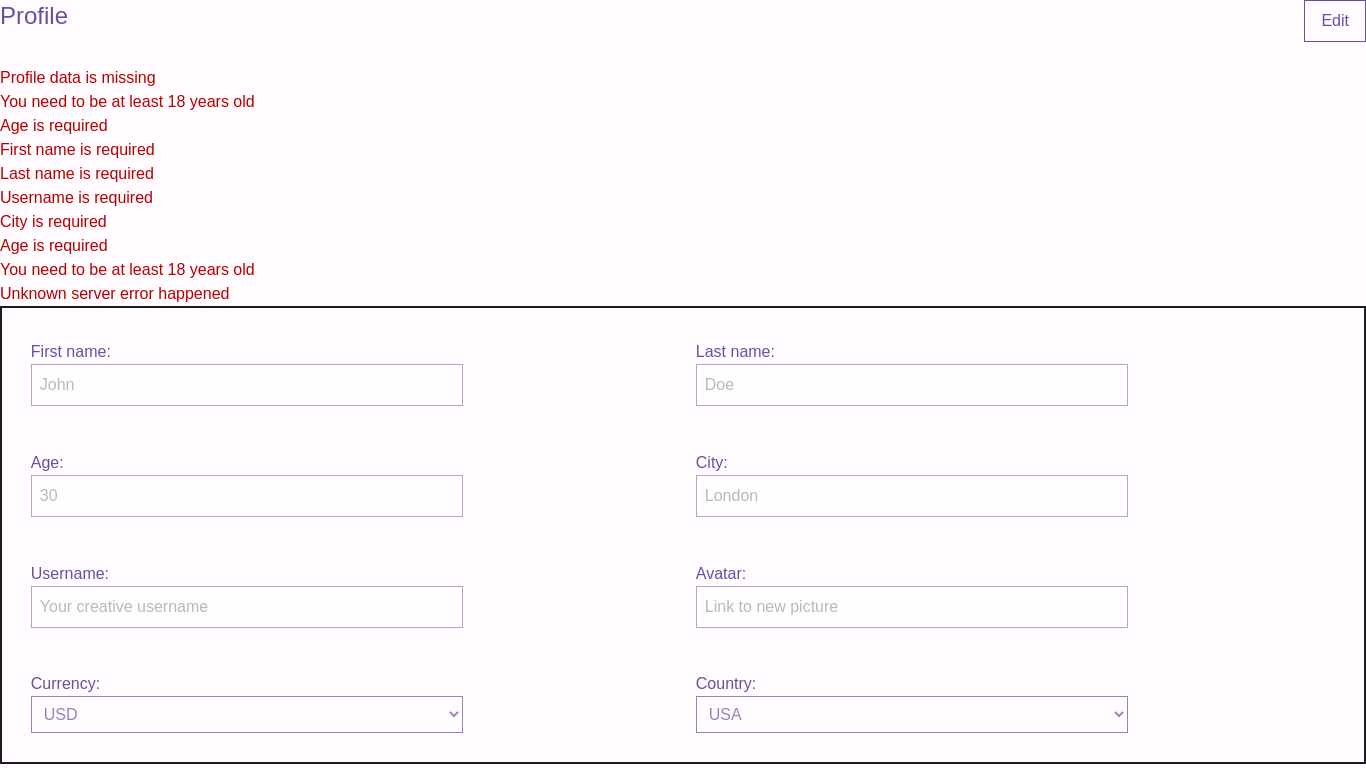 Profile
Edit
Profile data is missing
You need to be at least 18 years old
Age is required
First name is required
Last name is required
Username is required
City is required
Age is required
You need to be at least 18 years old
Unknown server error happened
First name:
Last name:
John
Doe
Age:
City:
30
London
Username:
Avatar:
Your creative username
Link to new picture
Currency:
Country:
USD
USA